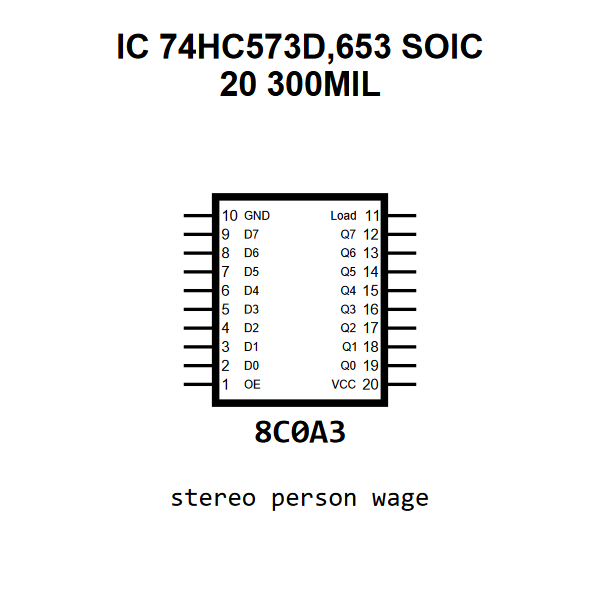 IC 74HC573D,653 SOIC
20 300MIL
10 GND Load 11
9 D7 Q7 12
8 D6 Q6 13
7 D5 Q5 14
6 D4 Q4 15
5 D3 Q3 16
4 D2 Q2 17
3 D1 Q1 18
2 D0 Q0 19
1 OE VCC 20
8C0A3
stereo person wage